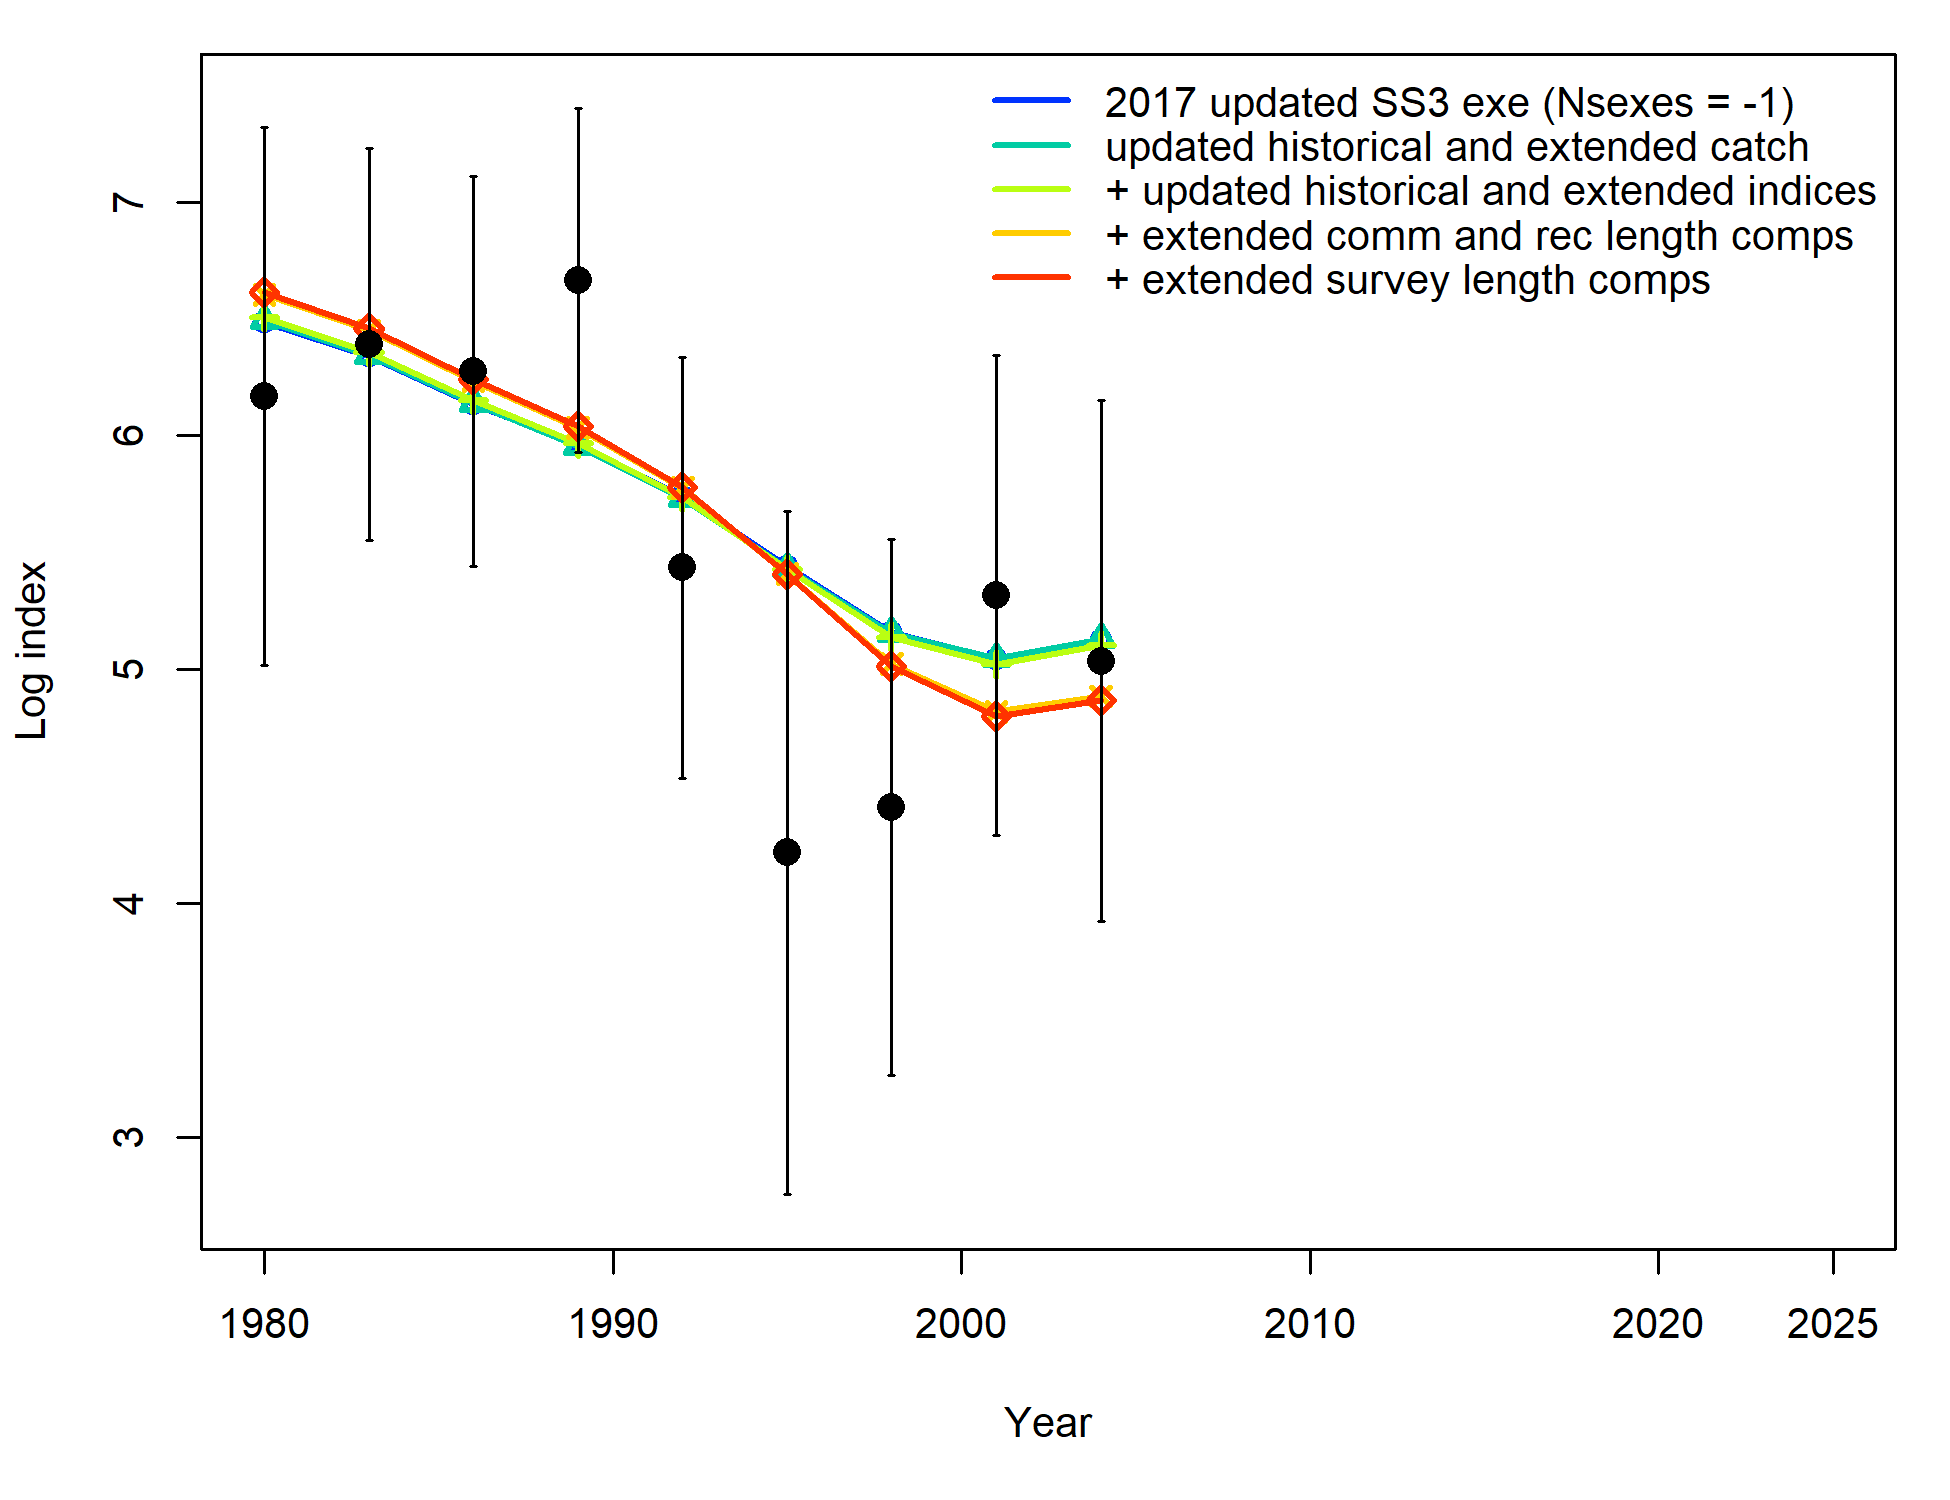 2017 updated SS3 exe (Nsexes = -1)
updated historical and extended catch
+ updated historical and extended indices
+ extended comm and rec length comps
+ extended survey length comps
7
6
5
4
3
Log index
1980 1990 2000 2010 2020 2025
Year